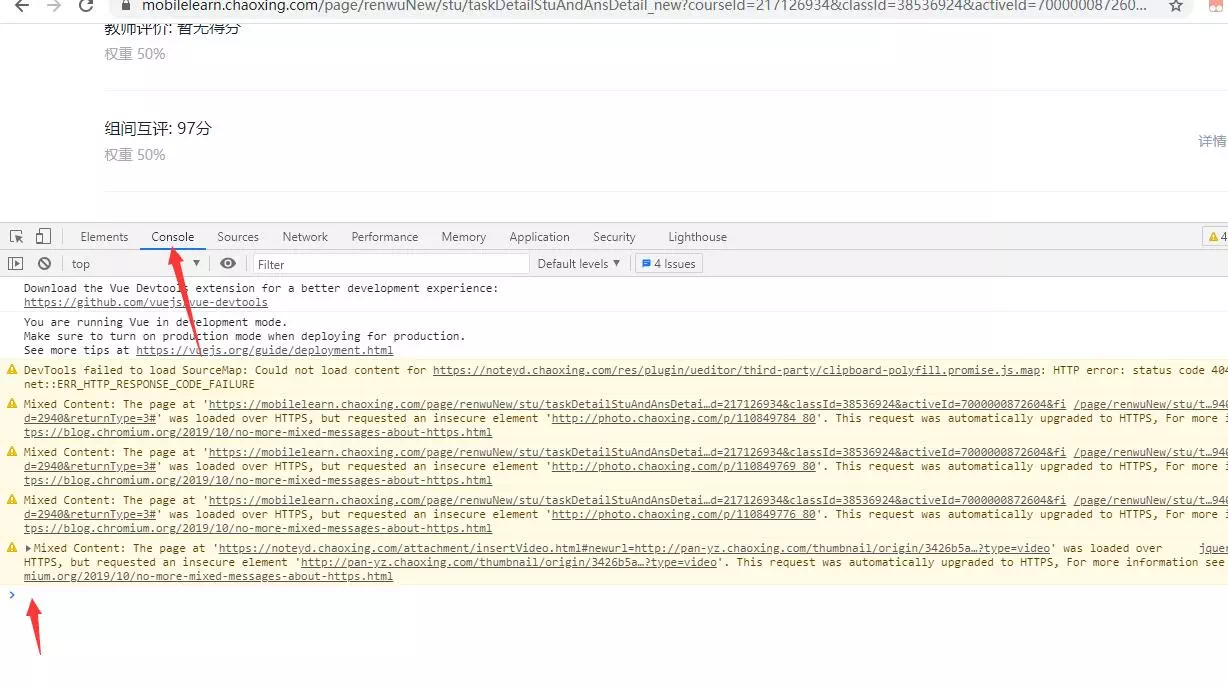 mobilelearn.chaoxing.com/page/renwuNew/stu/taskDetailStuAndAnsDetail_new?courseId=217126934&classId=38536924&activeId=700000087260...
教师评价: 暂无得分
权重 50%
组间互评: 97分
权重 50%
详情
Elements Console Sources Network Performance Memory Application Security Lighthouse 4
top Filter Default levels 4 Issues
Download the Vue Devtools extension for a better development experience:
https://github.com/vuejs/vue-devtools
You are running Vue in development mode.
Make sure to turn on production mode when deploying for production.
See more tips at https://vuejs.org/guide/deployment.html
DevTools failed to load SourceMap: Could not load content for https://noteyd.chaoxing.com/res/plugin/ueditor/third-party/clipboard-polyfill.promise.js.map: HTTP error: status code 404
net::ERR_HTTP_RESPONSE_CODE_FAILURE
Mixed Content: The page at 'https://mobilelearn.chaoxing.com/page/renwuNew/stu/taskDetailStuAndAnsDetai…d=217126934&classId=38536924&activeId=7000000872604&fi /page/renwuNew/stu/t…940
d=2940&returnType=3#' was loaded over HTTPS, but requested an insecure element 'http://photo.chaoxing.com/p/110849784_80'. This request was automatically upgraded to HTTPS, For more i
tps://blog.chromium.org/2019/10/no-more-mixed-messages-about-https.html
Mixed Content: The page at 'https://mobilelearn.chaoxing.com/page/renwuNew/stu/taskDetailStuAndAnsDetai…d=217126934&classId=38536924&activeId=7000000872604&fi /page/renwuNew/stu/t…940
d=2940&returnType=3#' was loaded over HTTPS, but requested an insecure element 'http://photo.chaoxing.com/p/110849769_80'. This request was automatically upgraded to HTTPS, For more i
tps://blog.chromium.org/2019/10/no-more-mixed-messages-about-https.html
Mixed Content: The page at 'https://mobilelearn.chaoxing.com/page/renwuNew/stu/taskDetailStuAndAnsDetai…d=217126934&classId=38536924&activeId=7000000872604&fi /page/renwuNew/stu/t…940
d=2940&returnType=3#' was loaded over HTTPS, but requested an insecure element 'http://photo.chaoxing.com/p/110849776_80'. This request was automatically upgraded to HTTPS, For more i
tps://blog.chromium.org/2019/10/no-more-mixed-messages-about-https.html
Mixed Content: The page at 'https://noteyd.chaoxing.com/attachment/insertVideo.html#newurl=http://pan-yz.chaoxing.com/thumbnail/origin/3426b5a…?type=video' was loaded over jquer
HTTPS, but requested an insecure element 'http://pan-yz.chaoxing.com/thumbnail/origin/3426b5a…?type=video'. This request was automatically upgraded to HTTPS, For more information see
mium.org/2019/10/no-more-mixed-messages-about-https.html